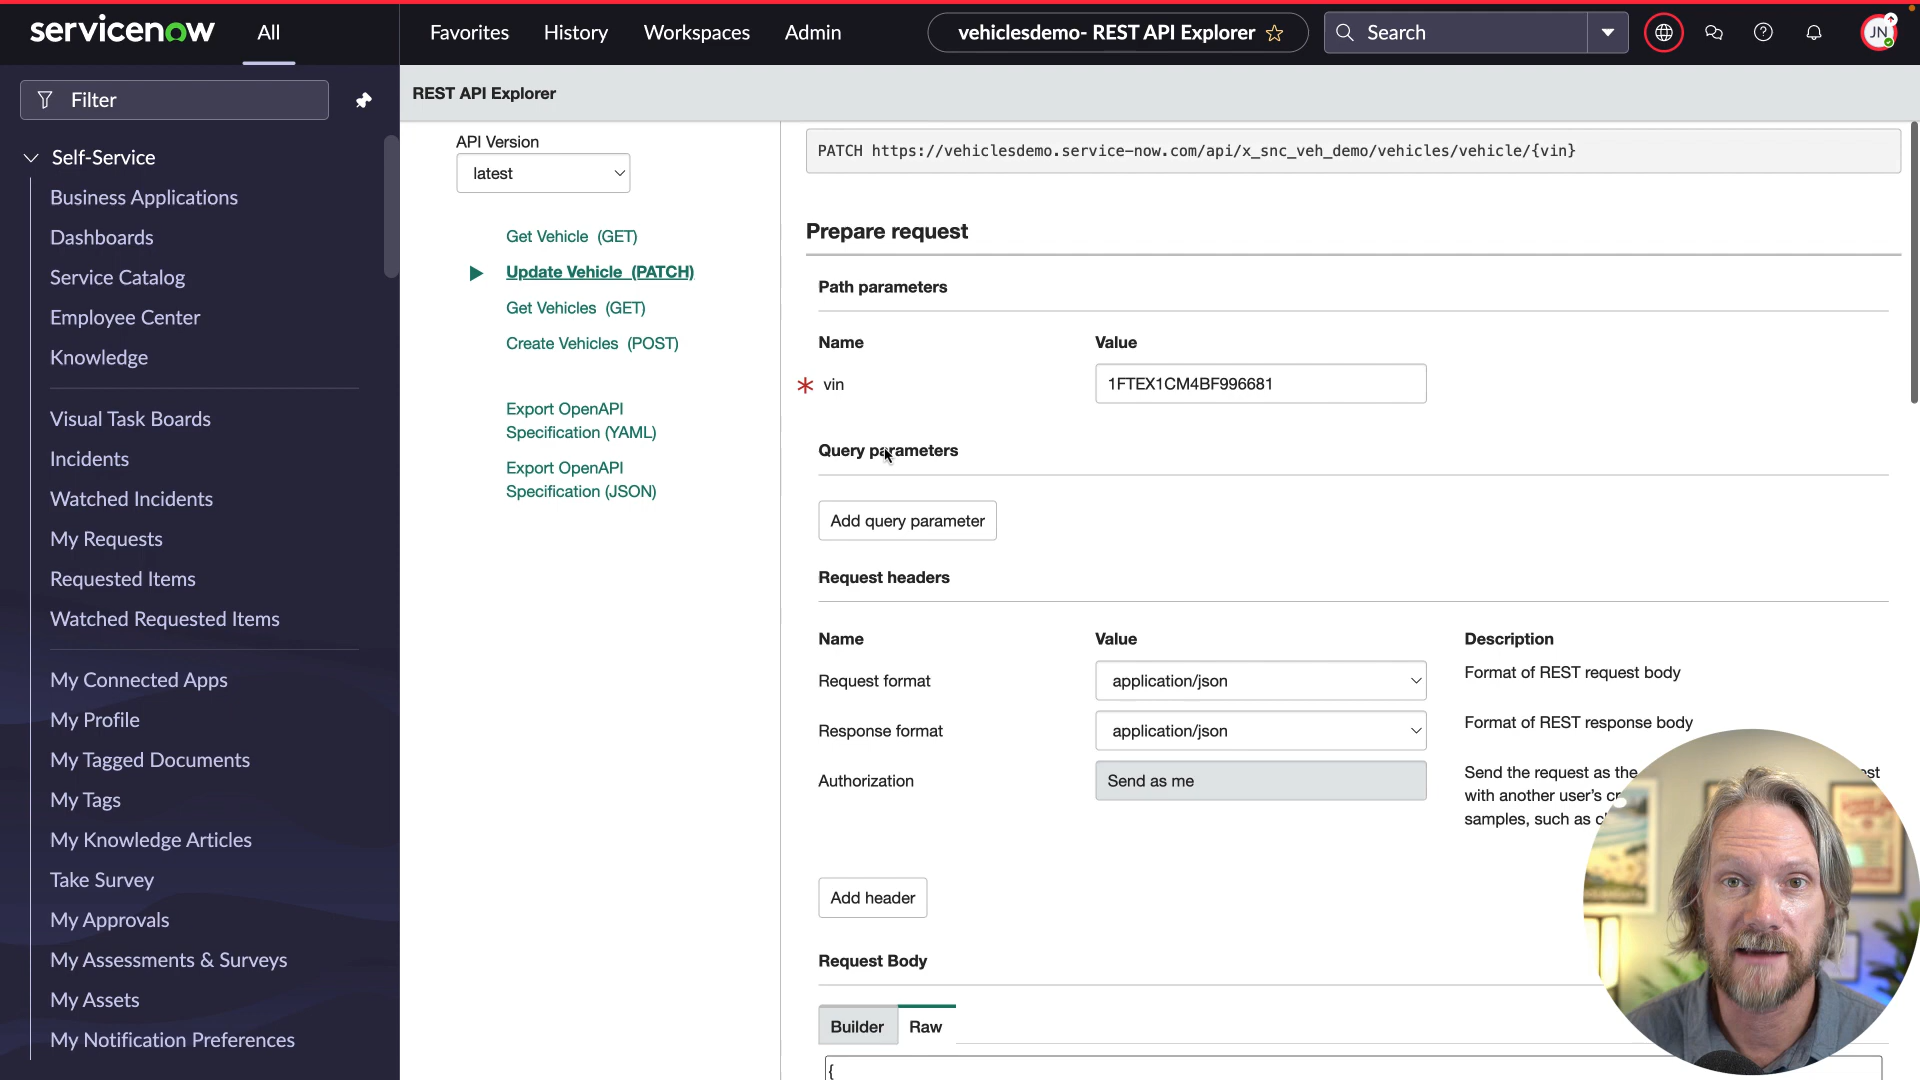 servicenow
All
Favorites
History
Workspaces
Admin
vehiclesdemo- REST API Explorer
Search
JN
Filter
Self-Service
Business Applications
Dashboards
Service Catalog
Employee Center
Knowledge
Visual Task Boards
Incidents
Watched Incidents
My Requests
Requested Items
Watched Requested Items
My Connected Apps
My Profile
My Tagged Documents
My Tags
My Knowledge Articles
Take Survey
My Approvals
My Assessments & Surveys
My Assets
My Notification Preferences
REST API Explorer
API Version
latest
Get Vehicle (GET)
Update Vehicle (PATCH)
Get Vehicles (GET)
Create Vehicles (POST)
Export OpenAPI
Specification (YAML)
Export OpenAPI
Specification (JSON)
PATCH https://vehiclesdemo.service-now.com/api/x_snc_veh_demo/vehicles/vehicle/{vin}
Prepare request
Path parameters
Name Value
* vin 1FTEX1CM4BF996681
Query parameters
Add query parameter
Request headers
Name Value Description
Request format application/json Format of REST request body
Response format application/json Format of REST response body
Authorization Send as me Send the request as the
with another user's
samples, such as
Add header
Request Body
Builder Raw
{